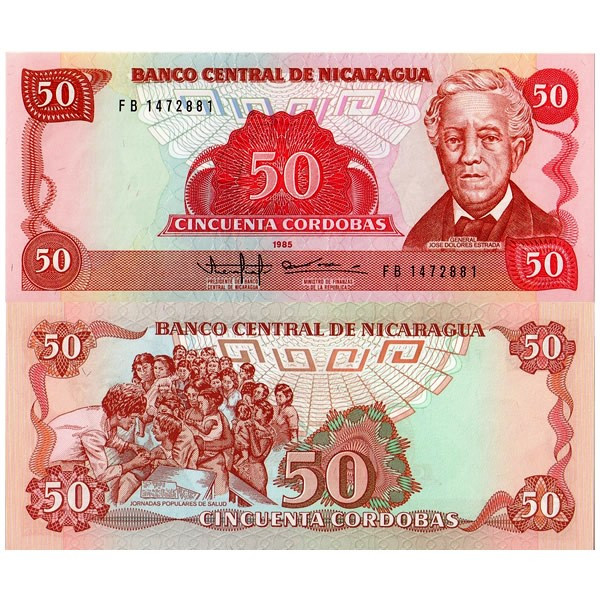 BANCO CENTRAL DE NICARAGUA
50
FB 1472881
50
50
CINCUENTA CORDOBAS
1985
GENERAL
JOSE DOLORES ESTRADA
50
FB 1472881
50
PRESIDENTE DEL BANCO
CENTRAL DE NICARAGUA
MINISTRO DE FINANZAS
DE LA REPUBLICA
BANCO CENTRAL DE NICARAGUA
50
50
50
50
50
JORNADAS POPULARES DE SALUD
CINCUENTA CORDOBAS